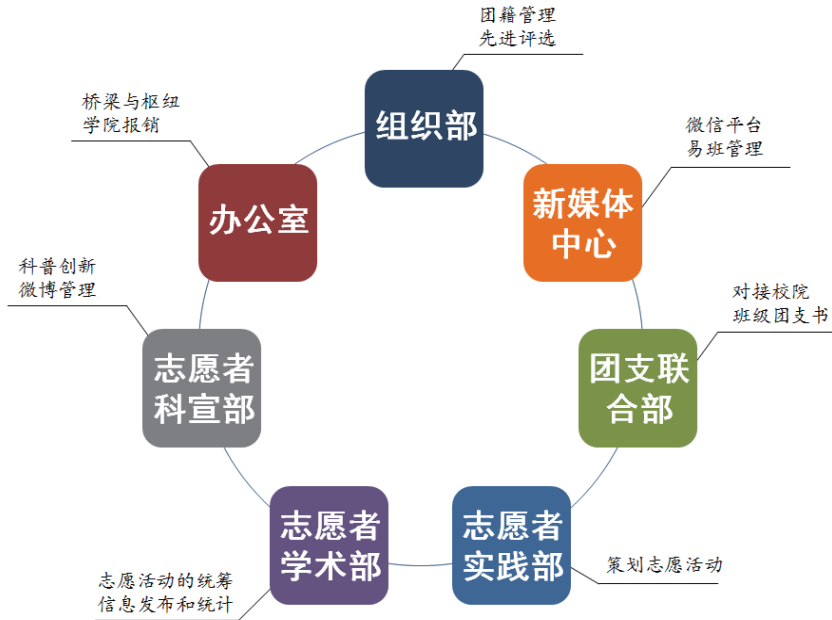 团籍管理
先进评选
组织部
桥梁与枢纽
学院报销
办公室
微信平台
易班管理
新媒体
中心
科普创新
微博管理
志愿者
科宣部
对接校院
班级团支书
团支联
合部
志愿者
学术部
志愿活动的统筹
信息发布和统计
志愿者
实践部
策划志愿活动